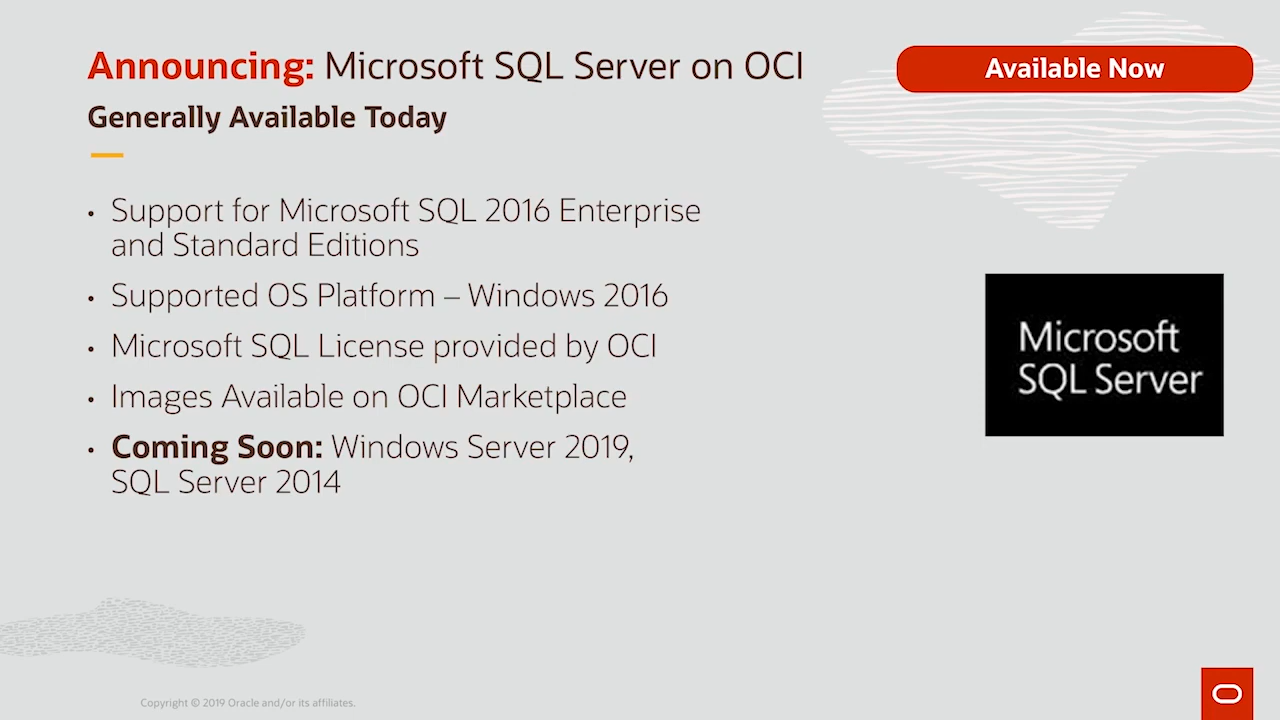 Announcing: Microsoft SQL Server on OCI
Available Now
Generally Available Today
• Support for Microsoft SQL 2016 Enterprise
and Standard Editions
• Supported OS Platform – Windows 2016
• Microsoft SQL License provided by OCI
• Images Available on OCI Marketplace
• Coming Soon: Windows Server 2019,
SQL Server 2014
Microsoft
SQL Server
Copyright © 2019 Oracle and/or its affiliates.